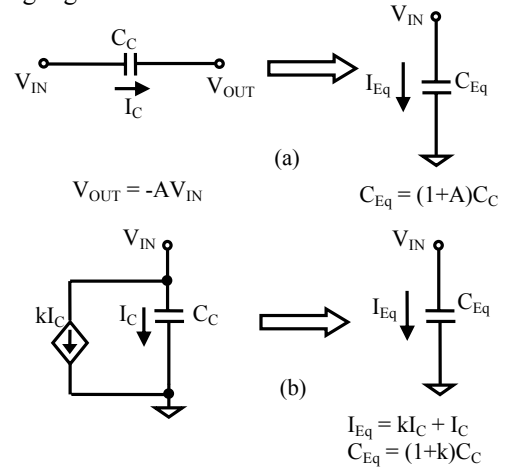 C_C
V_IN
V_OUT
I_C
V_IN
I_Eq
C_Eq
(a)
V_OUT = -AV_IN
C_Eq = (1+A)C_C
V_IN
kI_C
I_C
C_C
V_IN
I_Eq
C_Eq
(b)
I_Eq = kI_C + I_C
C_Eq = (1+k)C_C